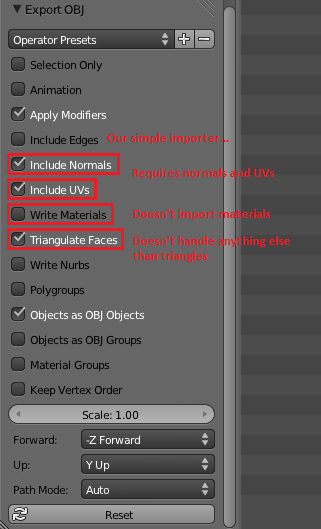 Export OBJ
Operator Presets
Selection Only
Animation
Apply Modifiers
Include Edges Our simple importer...
Include Normals
Requires normals and UVs
Include UVs
Write Materials Doesn't import materials
Triangulate Faces Doesn't handle anything else
than triangles
Write Nurbs
Polygroups
Objects as OBJ Objects
Objects as OBJ Groups
Material Groups
Keep Vertex Order
Scale: 1.00
Forward: -Z Forward
Up: Y Up
Path Mode: Auto
Reset